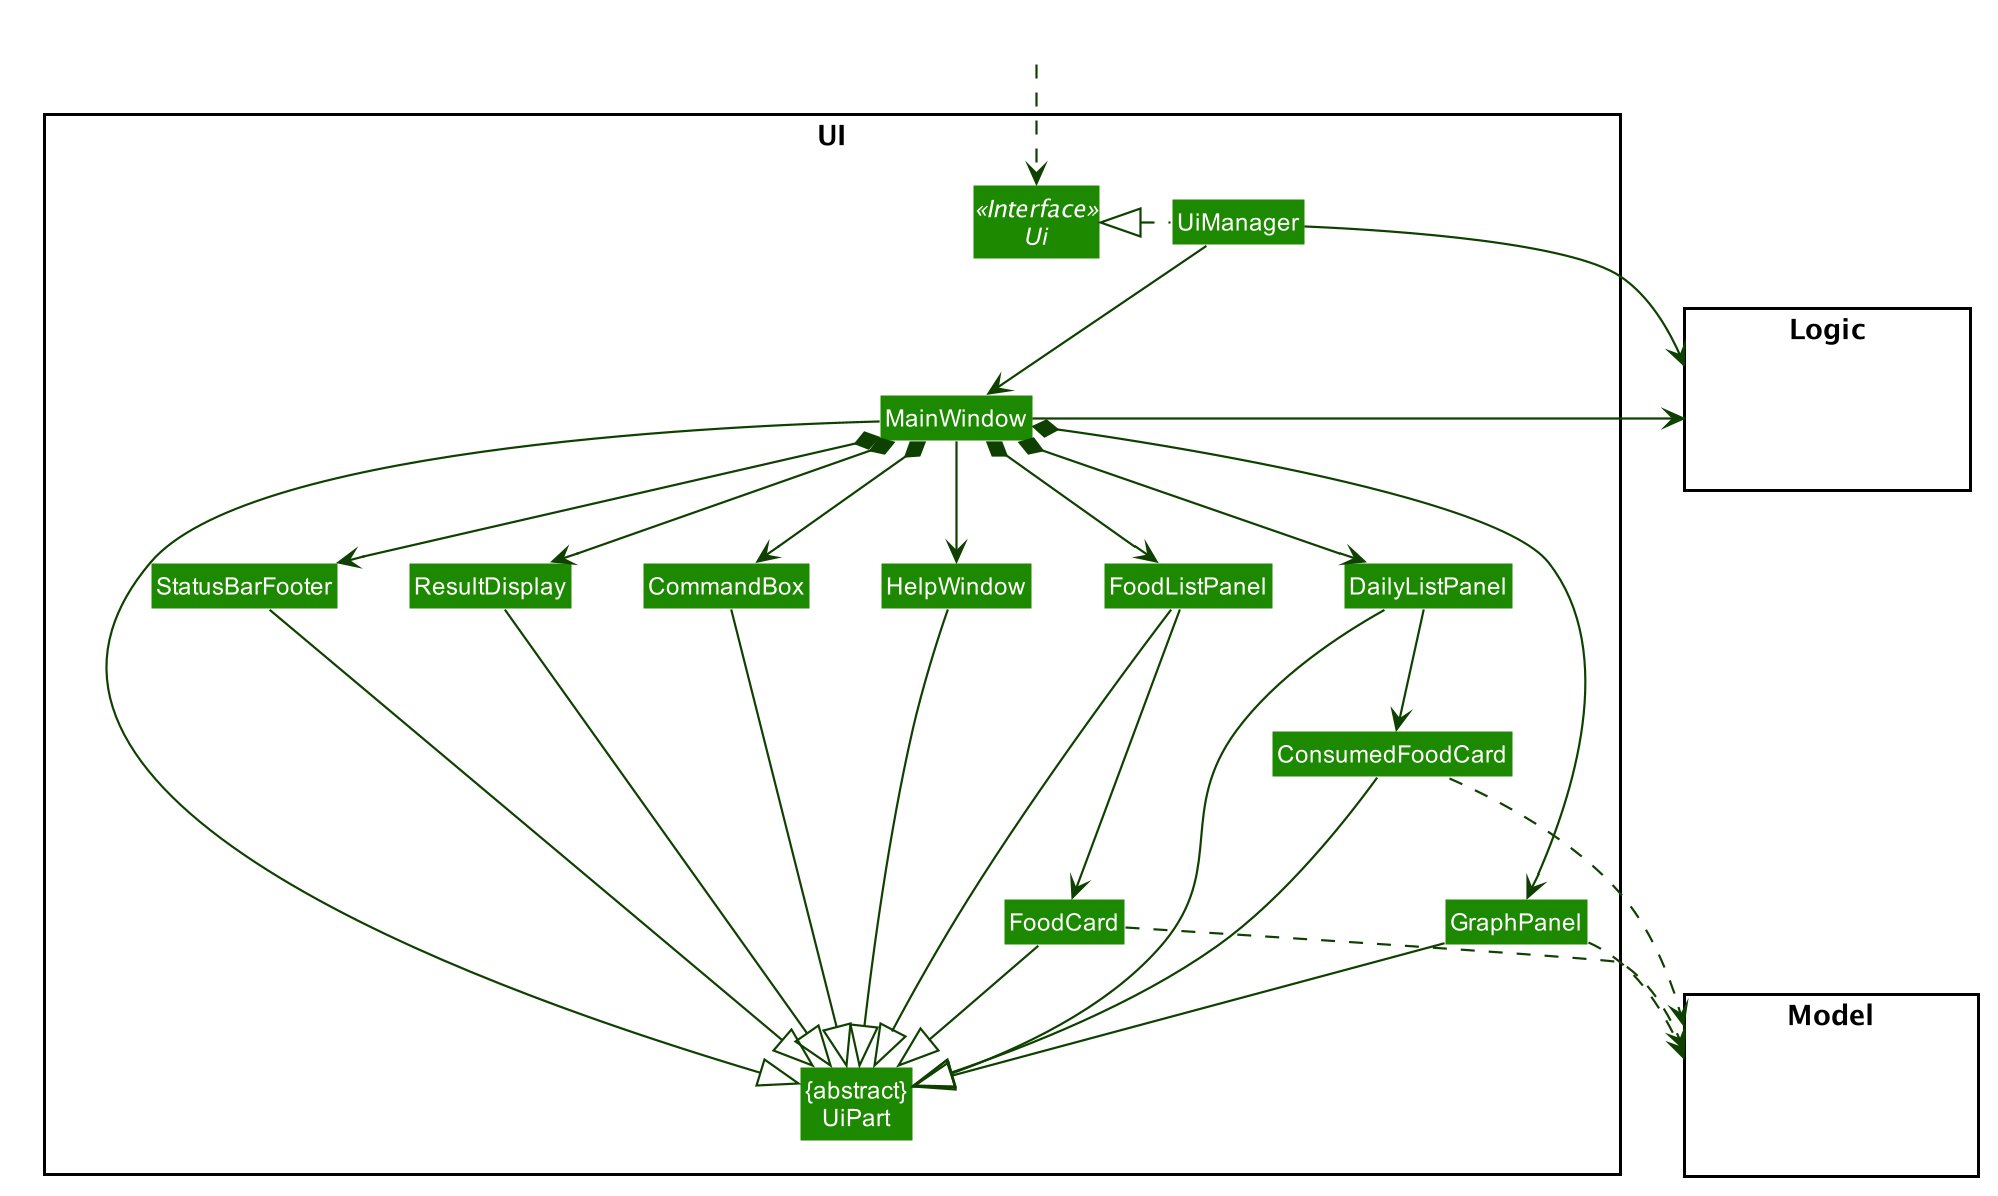 UI
«Interface»
Ui
UiManager
Logic
MainWindow
StatusBarFooter
ResultDisplay
CommandBox
HelpWindow
FoodListPanel
DailyListPanel
ConsumedFoodCard
FoodCard
GraphPanel
Model
{abstract}
UiPart